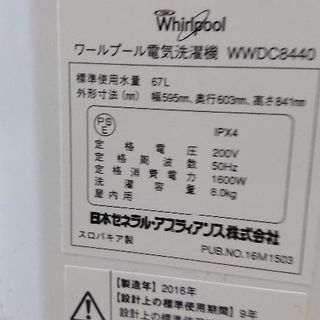 Whirlpool
ワールプール電気洗濯機 WWDC8440
標準使用水量 67L
外形寸法(㎜) 幅595㎜、奥行603㎜、高さ841㎜
PS
E
IPX4
定格電圧 200V
定格周波数 50Hz
定格消費電力 1600W
洗濯容量 8.0kg
屋内用
日本ゼネラル・アプライアンス株式会社
スロバキア製
PUB.NO.16M1503
【製造年】2016年
【設計上の標準使用期間】9年